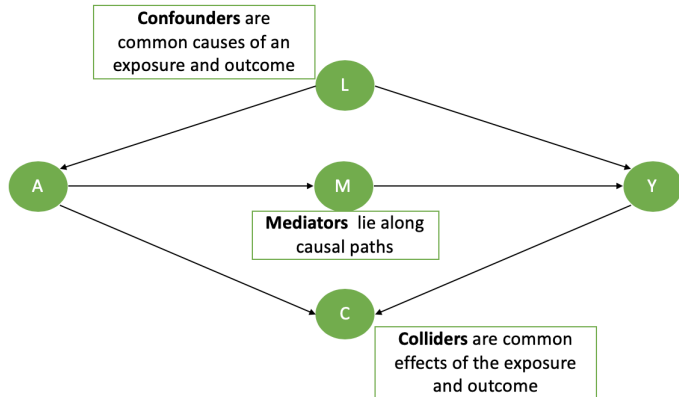 Confounders are
common causes of an
exposure and outcome
L
A
M
Y
Mediators lie along
causal paths
C
Colliders are common
effects of the exposure
and outcome